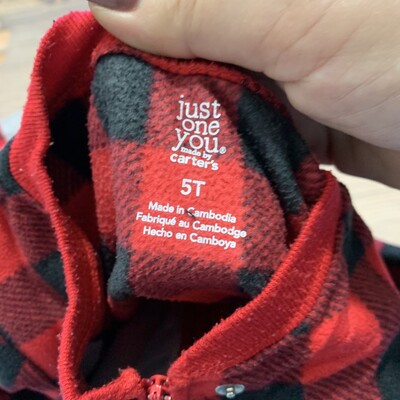 just
one
you®
made by
carter's
5T
Made in Cambodia
Fabriqué au Cambodge
Hecho en Camboya